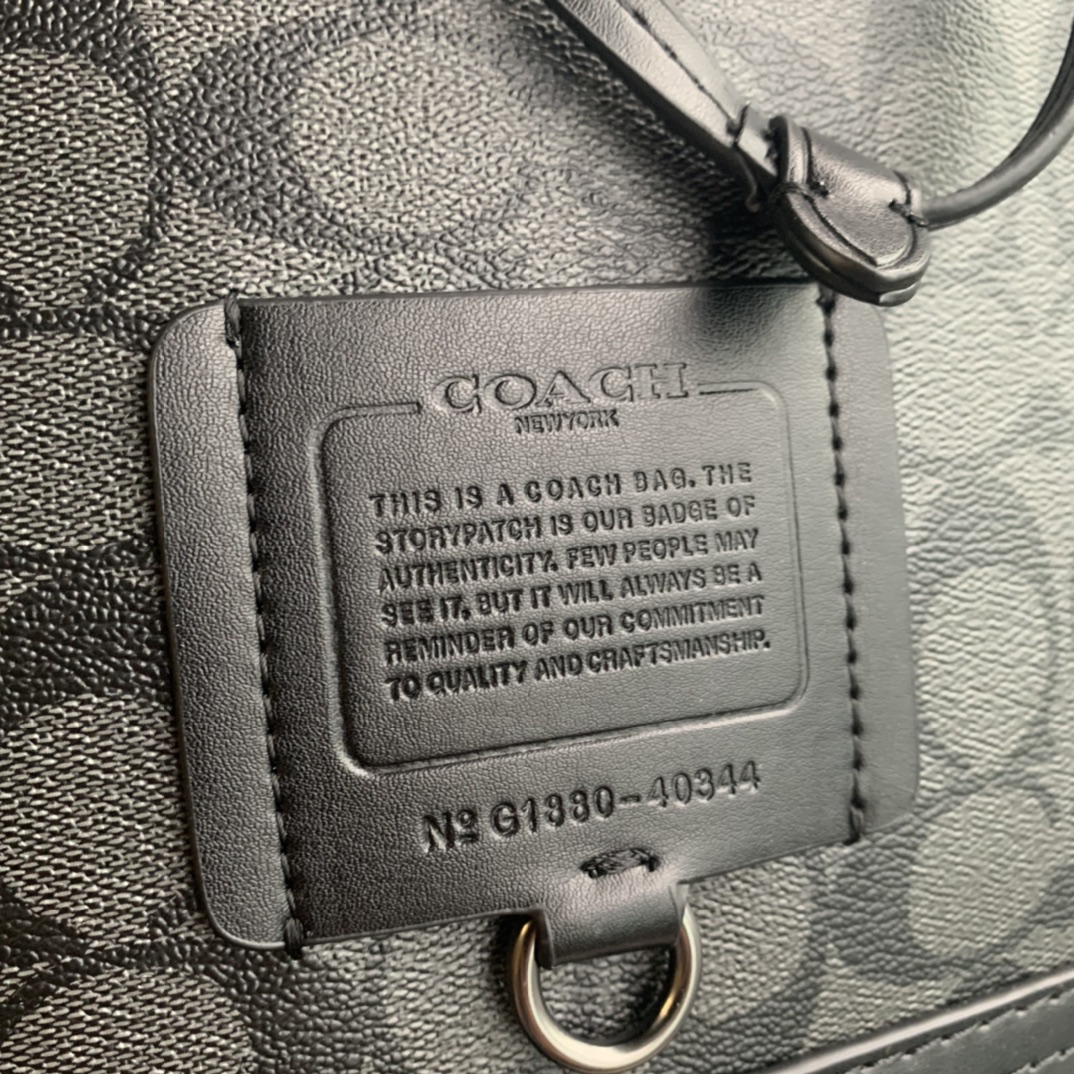 COACH
NEWYORK
THIS IS A COACH BAG. THE
STORYPATCH IS OUR BADGE OF
AUTHENTICITY. FEW PEOPLE MAY
SEE IT, BUT IT WILL ALWAYS BE A
REMINDER OF OUR COMMITMENT
TO QUALITY AND CRAFTSMANSHIP.
Nº G1880-40344